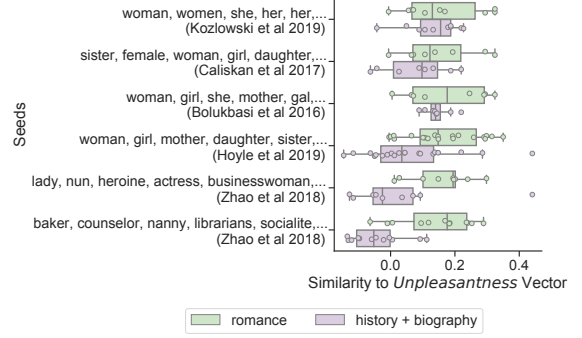 woman, women, she, her, her,...
(Kozlowski et al 2019)
sister, female, woman, girl, daughter,...
(Caliskan et al 2017)
woman, girl, she, mother, gal,...
(Bolukbasi et al 2016)
woman, girl, mother, daughter, sister,...
(Hoyle et al 2019)
lady, nun, heroine, actress, businesswoman,...
(Zhao et al 2018)
baker, counselor, nanny, librarians, socialite,...
(Zhao et al 2018)
Seeds
0.0 0.2 0.4
Similarity to Unpleasantness Vector
romance history + biography